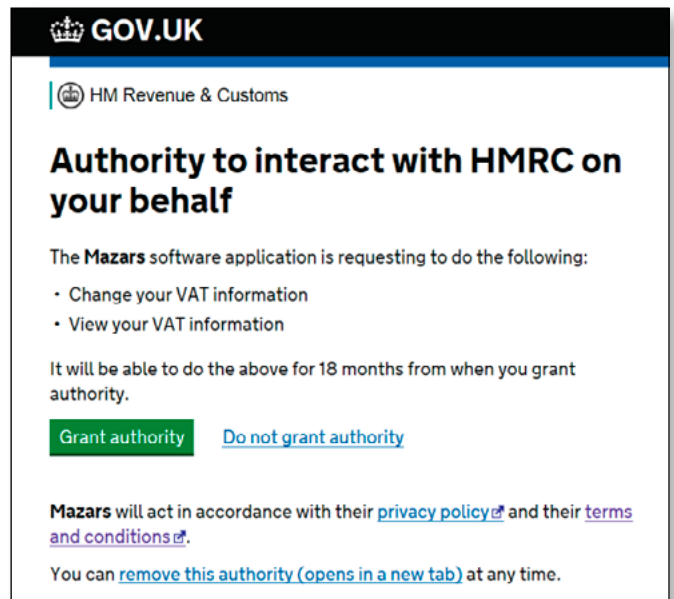 GOV.UK
HM Revenue & Customs
Authority to interact with HMRC on
your behalf
The Mazars software application is requesting to do the following:
· Change your VAT information
· View your VAT information
It will be able to do the above for 18 months from when you grant
authority.
Grant authority Do not grant authority
Mazars will act in accordance with their privacy policy and their terms
and conditions.
You can remove this authority (opens in a new tab) at any time.